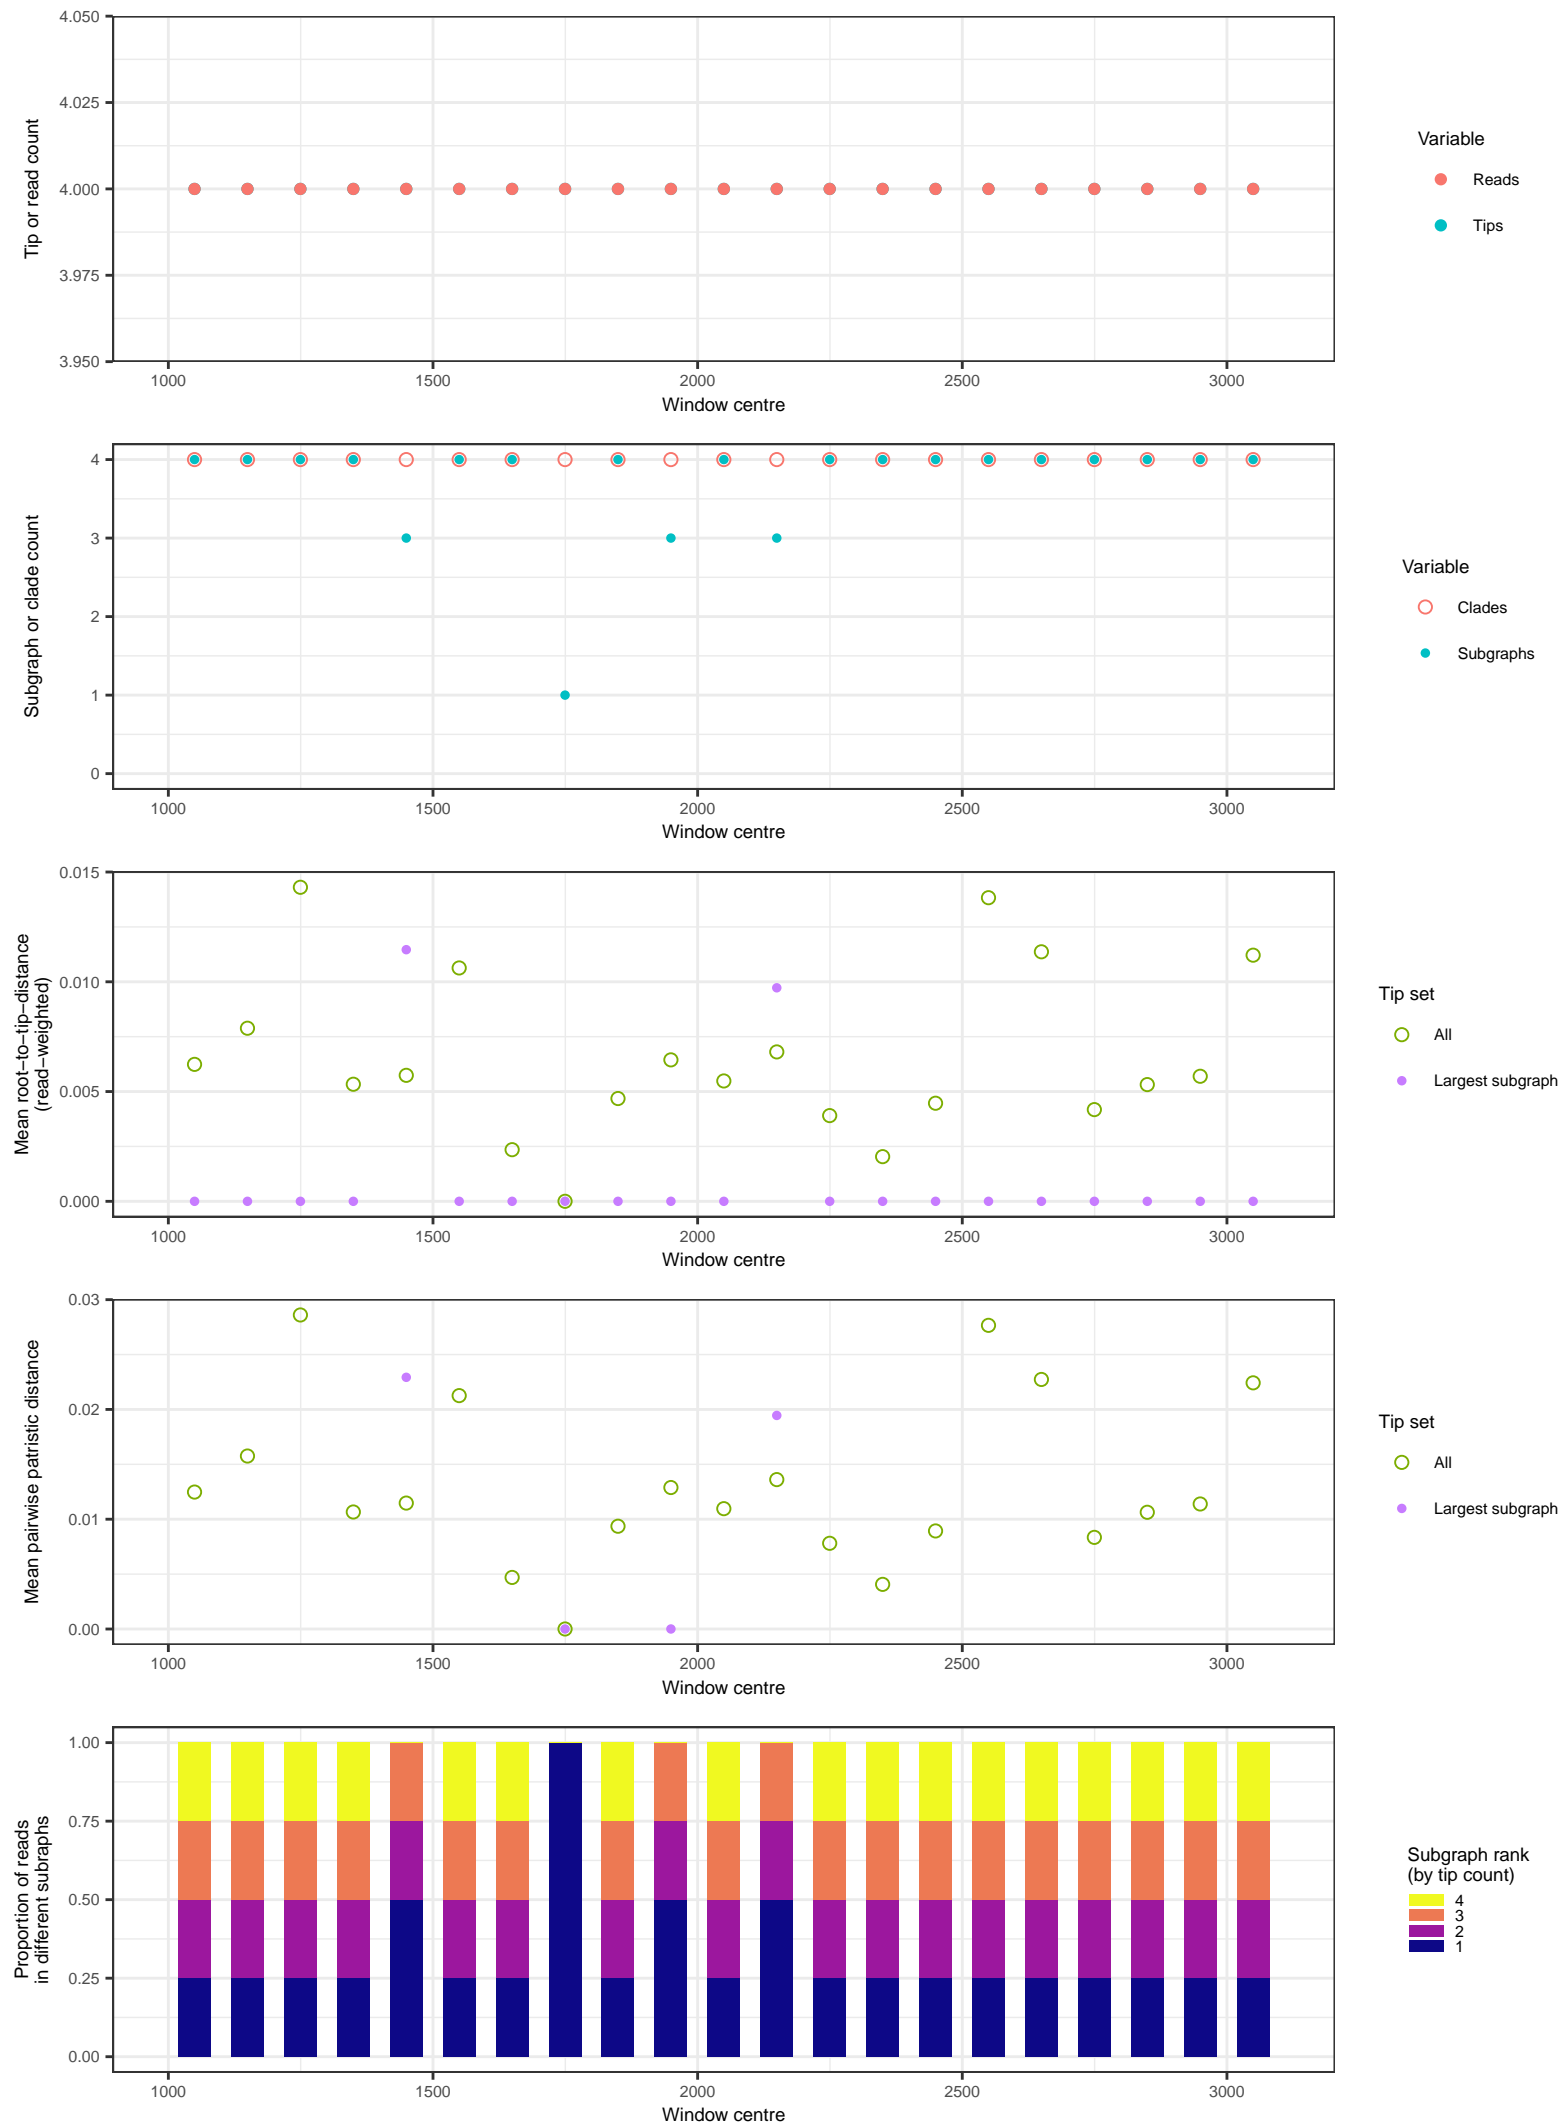 4.050
4.025
4.000
3.975
3.950
Tip or read count
1000 1500 2000 2500 3000
Window centre
Variable
Reads
Tips
4
3
2
1
0
Subgraph or clade count
1000 1500 2000 2500 3000
Window centre
Variable
Clades
Subgraphs
0.015
0.010
0.005
0.000
Mean root−to−tip−distance
(read−weighted)
1000 1500 2000 2500 3000
Window centre
Tip set
All
Largest subgraph
0.03
0.02
0.01
0.00
Mean pairwise patristic distance
1000 1500 2000 2500 3000
Window centre
Tip set
All
Largest subgraph
1.00
0.75
0.50
0.25
0.00
Proportion of reads
in different subraphs
1000 1500 2000 2500 3000
Window centre
Subgraph rank
(by tip count)
4
3
2
1